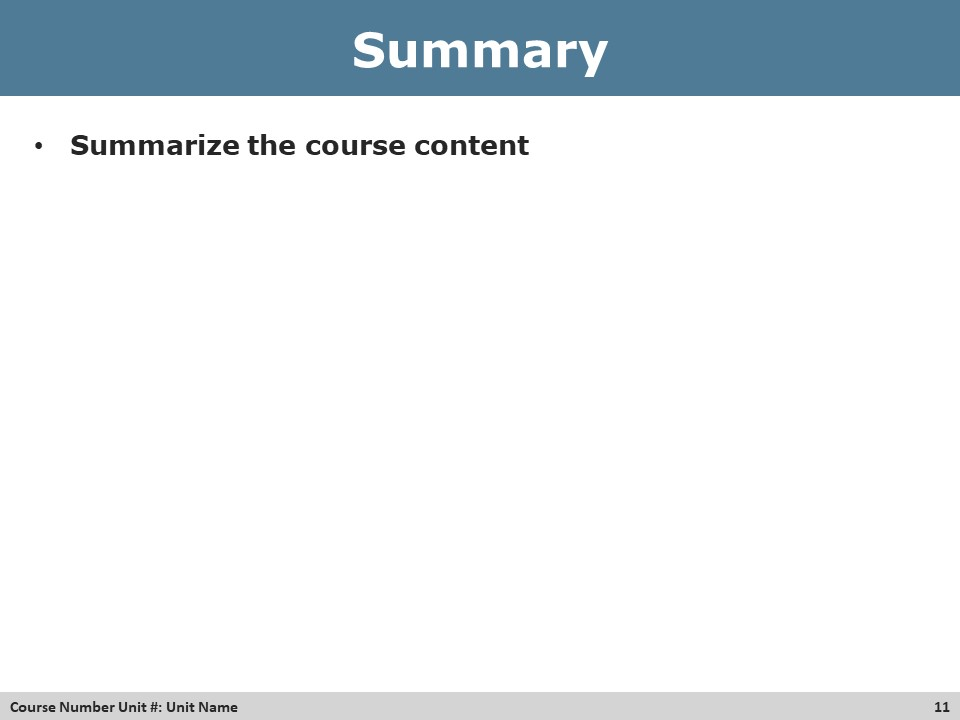 Summary
• Summarize the course content
Course Number Unit #: Unit Name 11